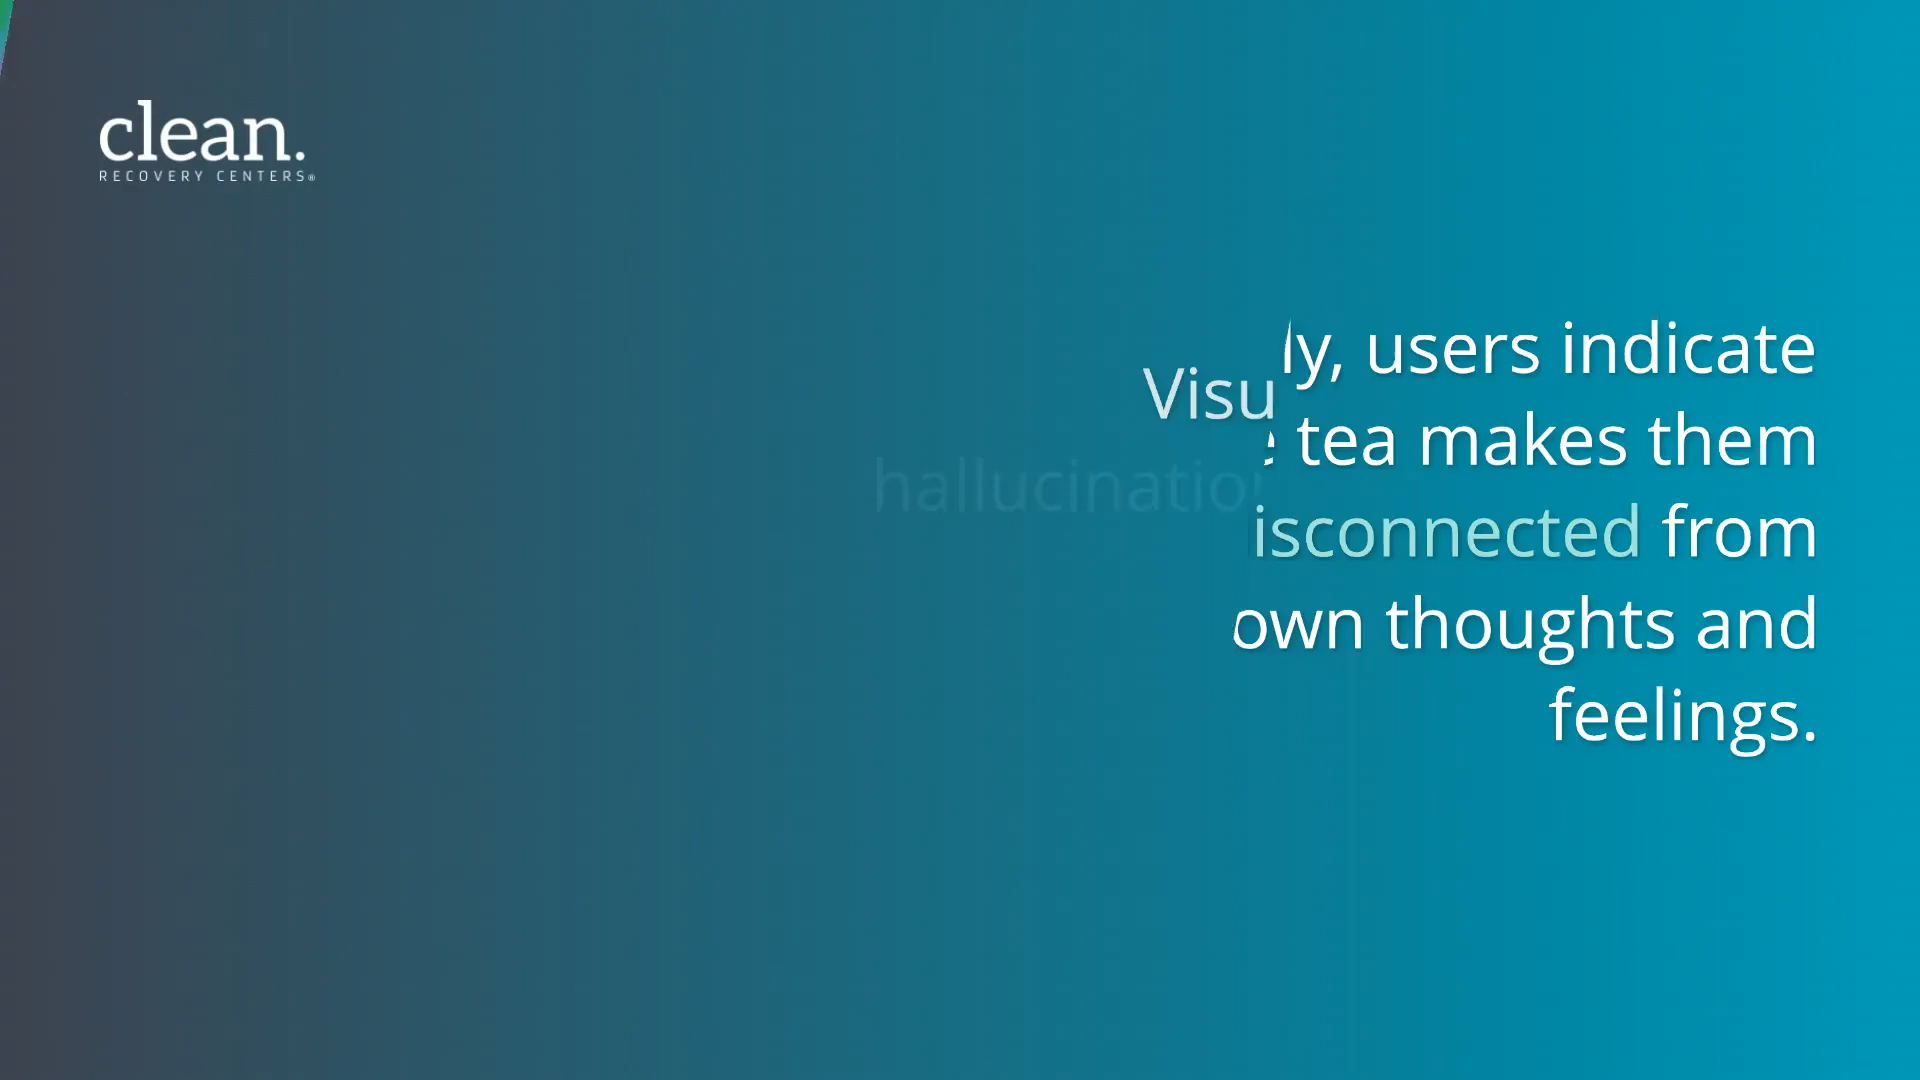 clean.
RECOVERY CENTERS®
ly, users indicate
Visu
tea makes them
hallucinatio
isconnected from
own thoughts and
feelings.